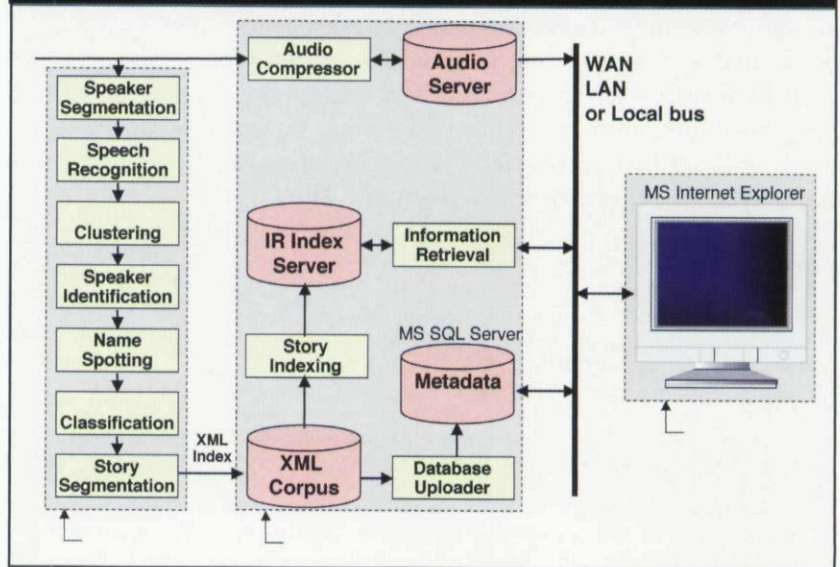 Audio
Compressor
Audio
Server
WAN
LAN
or Local bus
Speaker
Segmentation
Speech
Recognition
Clustering
Speaker
Identification
Name
Spotting
Classification
Story
Segmentation
XML
Index
IR Index
Server
Information
Retrieval
Story
Indexing
MS SQL Server
Metadata
XML
Corpus
Database
Uploader
MS Internet Explorer